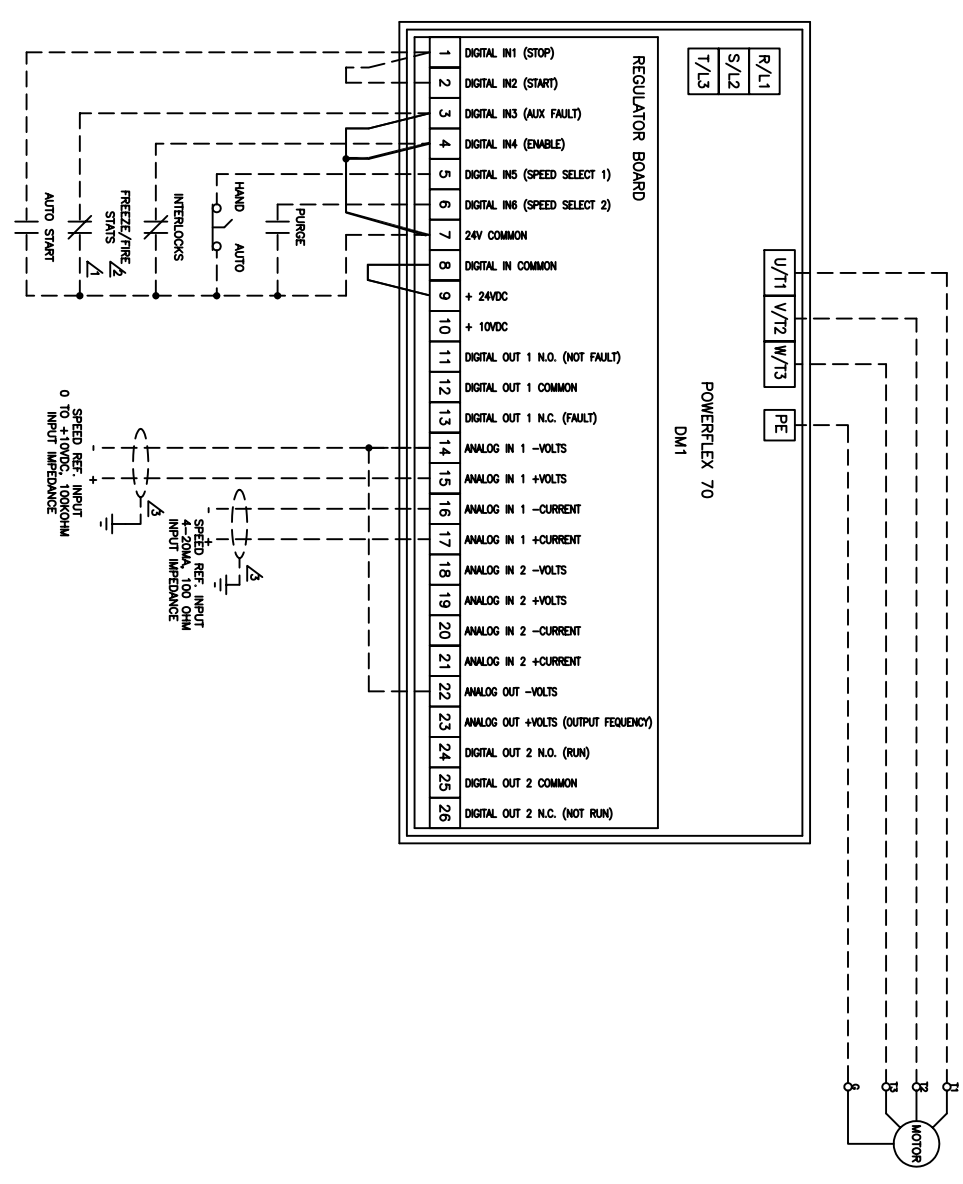 R/L1
S/L2
T/L3
REGULATOR BOARD
POWERFLEX 70
DM1
U/T1
V/T2
W/T3
PE
1 DIGITAL IN1 (STOP)
2 DIGITAL IN2 (START)
3 DIGITAL IN3 (AUX FAULT)
4 DIGITAL IN4 (ENABLE)
5 DIGITAL IN5 (SPEED SELECT 1)
6 DIGITAL IN6 (SPEED SELECT 2)
7 24V COMMON
8 DIGITAL IN COMMON
9 + 24VDC
10 + 10VDC
11 DIGITAL OUT 1 N.O. (NOT FAULT)
12 DIGITAL OUT 1 COMMON
13 DIGITAL OUT 1 N.C. (FAULT)
14 ANALOG IN 1 -VOLTS
15 ANALOG IN 1 +VOLTS
16 ANALOG IN 1 -CURRENT
17 ANALOG IN 1 +CURRENT
18 ANALOG IN 2 -VOLTS
19 ANALOG IN 2 +VOLTS
20 ANALOG IN 2 -CURRENT
21 ANALOG IN 2 +CURRENT
22 ANALOG OUT -VOLTS
23 ANALOG OUT +VOLTS (OUTPUT FEQUENCY)
24 DIGITAL OUT 2 N.O. (RUN)
25 DIGITAL OUT 2 COMMON
26 DIGITAL OUT 2 N.C. (NOT RUN)
AUTO START
FREEZE/FIRE
STATS
1
2
INTERLOCKS
HAND
AUTO
PURGE
-
+
3
SPEED REF. INPUT
0 TO +10VDC, 100KOHM
INPUT IMPEDANCE
-
+
3
SPEED REF. INPUT
4-20MA, 100 OHM
INPUT IMPEDANCE
T1
T2
T3
G
MOTOR